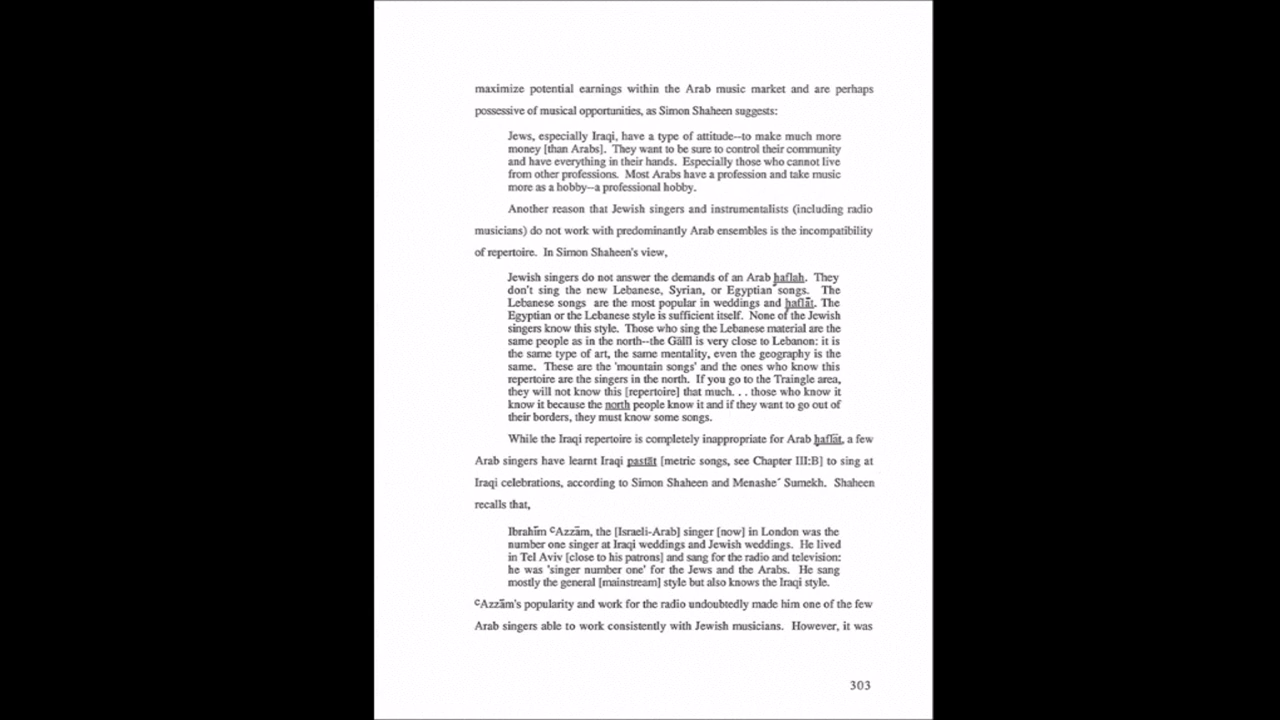 maximize potential earnings within the Arab music market and are perhaps
possessive of musical opportunities, as Simon Shaheen suggests:
Jews, especially Iraqi, have a type of attitude--to make much more
money [than Arabs]. They want to be sure to control their community
and have everything in their hands. Especially those who cannot live
from other professions. Most Arabs have a profession and take music
more as a hobby--a professional hobby.
Another reason that Jewish singers and instrumentalists (including radio
musicians) do not work with predominantly Arab ensembles is the incompatibility
of repertoire. In Simon Shaheen's view,
Jewish singers do not answer the demands of an Arab ḥaflah. They
don't sing the new Lebanese, Syrian, or Egyptian songs. The
Lebanese songs are the most popular in weddings and ḥaflāt. The
Egyptian or the Lebanese style is sufficient itself. None of the Jewish
singers know this style. Those who sing the Lebanese material are the
same people as in the north--the Gālīl is very close to Lebanon: it is
the same type of art, the same mentality, even the geography is the
same. These are the 'mountain songs' and the ones who know this
repertoire are the singers in the north. If you go to the Traingle area,
they will not know this [repertoire] that much. . . those who know it
know it because the north people know it and if they want to go out of
their borders, they must know some songs.
While the Iraqi repertoire is completely inappropriate for Arab ḥaflāt, a few
Arab singers have learnt Iraqi pastāt [metric songs, see Chapter III:B] to sing at
Iraqi celebrations, according to Simon Shaheen and Menashe´ Sumekh. Shaheen
recalls that,
Ibrahīm ᶜAzzām, the [Israeli-Arab] singer [now] in London was the
number one singer at Iraqi weddings and Jewish weddings. He lived
in Tel Aviv [close to his patrons] and sang for the radio and television:
he was 'singer number one' for the Jews and the Arabs. He sang
mostly the general [mainstream] style but also knows the Iraqi style.
ᶜAzzām's popularity and work for the radio undoubtedly made him one of the few
Arab singers able to work consistently with Jewish musicians. However, it was
303